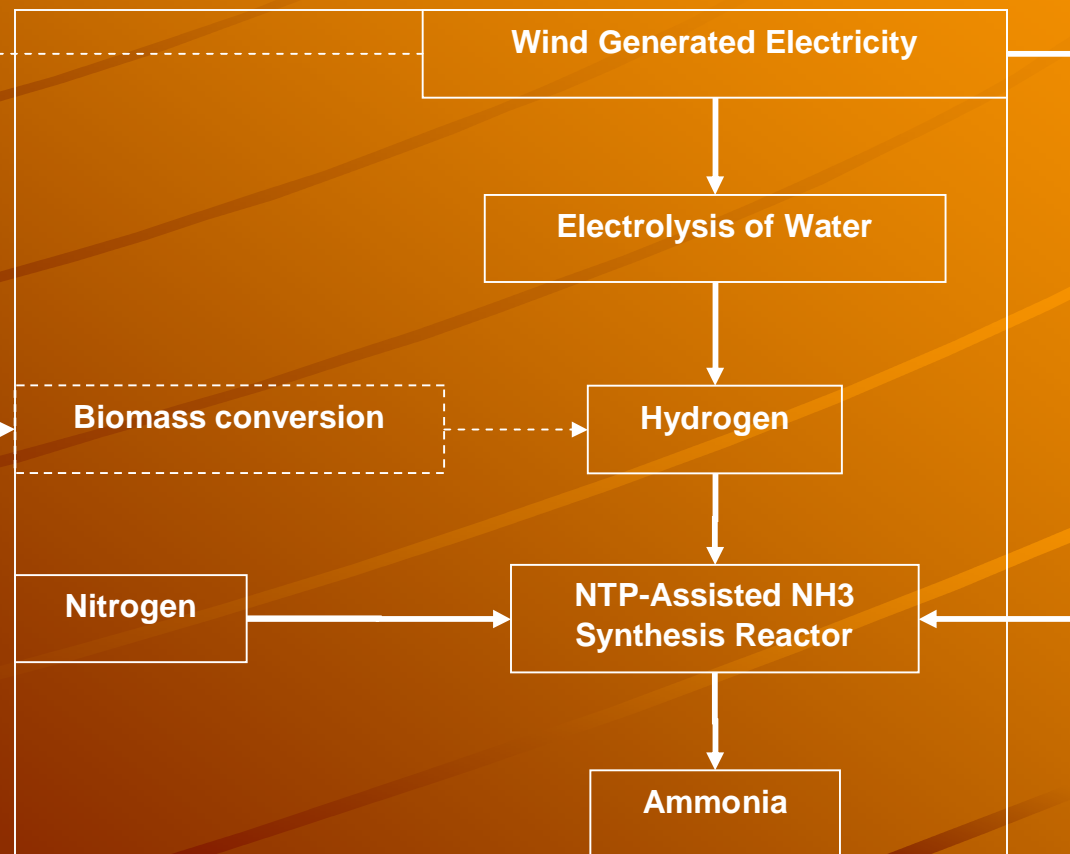 Wind Generated Electricity
Electrolysis of Water
Biomass conversion
Hydrogen
Nitrogen
NTP-Assisted NH3
Synthesis Reactor
Ammonia